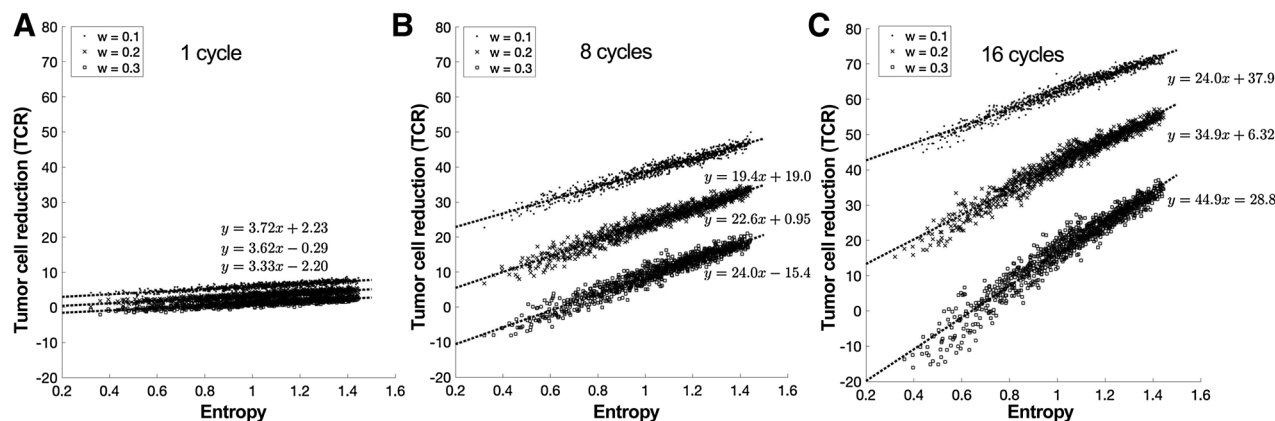 A
w = 0.1
w = 0.2
w = 0.3
1 cycle
Tumor cell reduction (TCR)
80
70
60
50
40
30
20
10
0
-10
-20
y = 3.72x + 2.23
y = 3.62x − 0.29
y = 3.33x − 2.20
0.2 0.4 0.6 0.8 1 1.2 1.4 1.6
Entropy
B
w = 0.1
w = 0.2
w = 0.3
8 cycles
Tumor cell reduction (TCR)
80
70
60
50
40
30
20
10
0
-10
-20
y = 19.4x + 19.0
y = 22.6x + 0.95
y = 24.0x − 15.4
0.2 0.4 0.6 0.8 1 1.2 1.4 1.6
Entropy
C
w = 0.1
w = 0.2
w = 0.3
16 cycles
Tumor cell reduction (TCR)
80
70
60
50
40
30
20
10
0
-10
-20
y = 24.0x + 37.9
y = 34.9x + 6.32
y = 44.9x = 28.8
0.2 0.4 0.6 0.8 1.0 1.2 1.4 1.6
Entropy